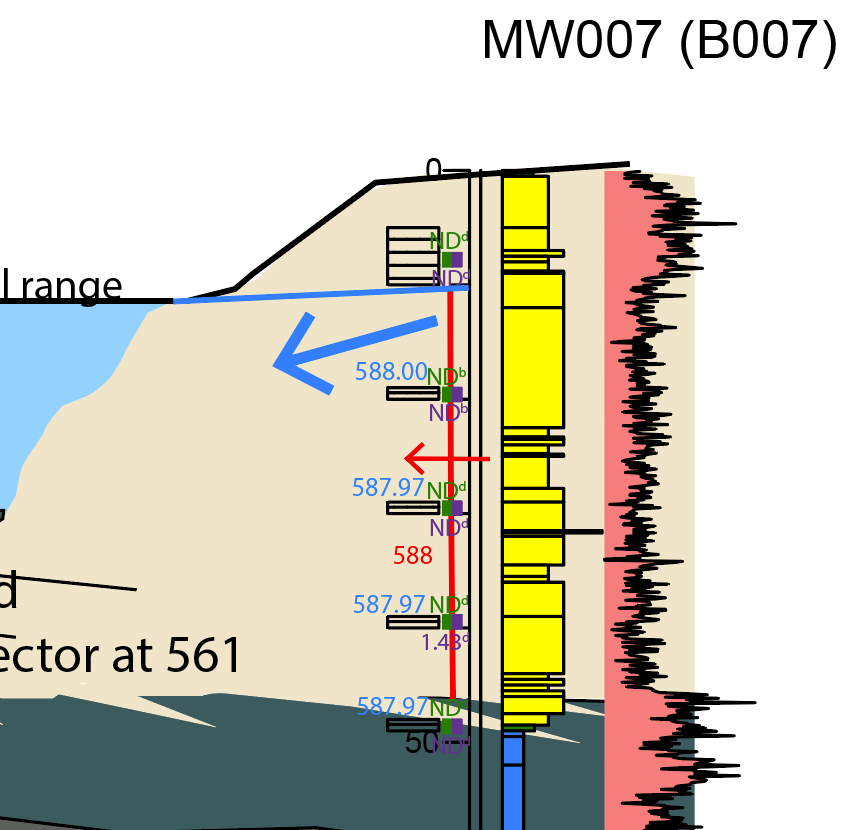 MW007 (B007)
0
NDᵈ
NDᵈ
l range
588.00
NDᵇ
NDᵇ
587.97
NDᵈ
NDᵈ
588
587.97
NDᵈ
1.43ᵈ
d
ector at 561
587.97
ND
50
ND